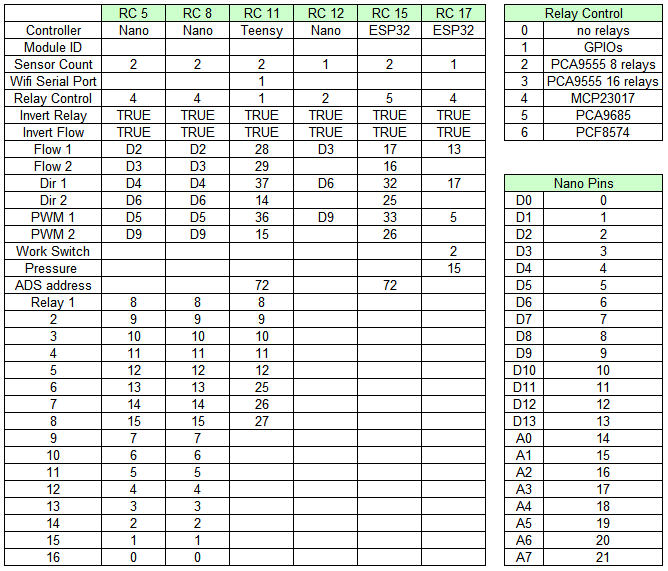 RC 5 RC 8 RC 11 RC 12 RC 15 RC 17
Controller Nano Nano Teensy Nano ESP32 ESP32
Module ID
Sensor Count 2 2 2 1 2 1
Wifi Serial Port 1
Relay Control 4 4 1 2 5 4
Invert Relay TRUE TRUE TRUE TRUE TRUE TRUE
Invert Flow TRUE TRUE TRUE TRUE TRUE TRUE
Flow 1 D2 D2 28 D3 17 13
Flow 2 D3 D3 29 16
Dir 1 D4 D4 37 D6 32 17
Dir 2 D6 D6 14 25
PWM 1 D5 D5 36 D9 33 5
PWM 2 D9 D9 15 26
Work Switch 2
Pressure 15
ADS address 72 72
Relay 1 8 8 8
2 9 9 9
3 10 10 10
4 11 11 11
5 12 12 12
6 13 13 25
7 14 14 26
8 15 15 27
9 7 7
10 6 6
11 5 5
12 4 4
13 3 3
14 2 2
15 1 1
16 0 0
Relay Control
0 no relays
1 GPIOs
2 PCA9555 8 relays
3 PCA9555 16 relays
4 MCP23017
5 PCA9685
6 PCF8574
Nano Pins
D0 0
D1 1
D2 2
D3 3
D4 4
D5 5
D6 6
D7 7
D8 8
D9 9
D10 10
D11 11
D12 12
D13 13
A0 14
A1 15
A2 16
A3 17
A4 18
A5 19
A6 20
A7 21